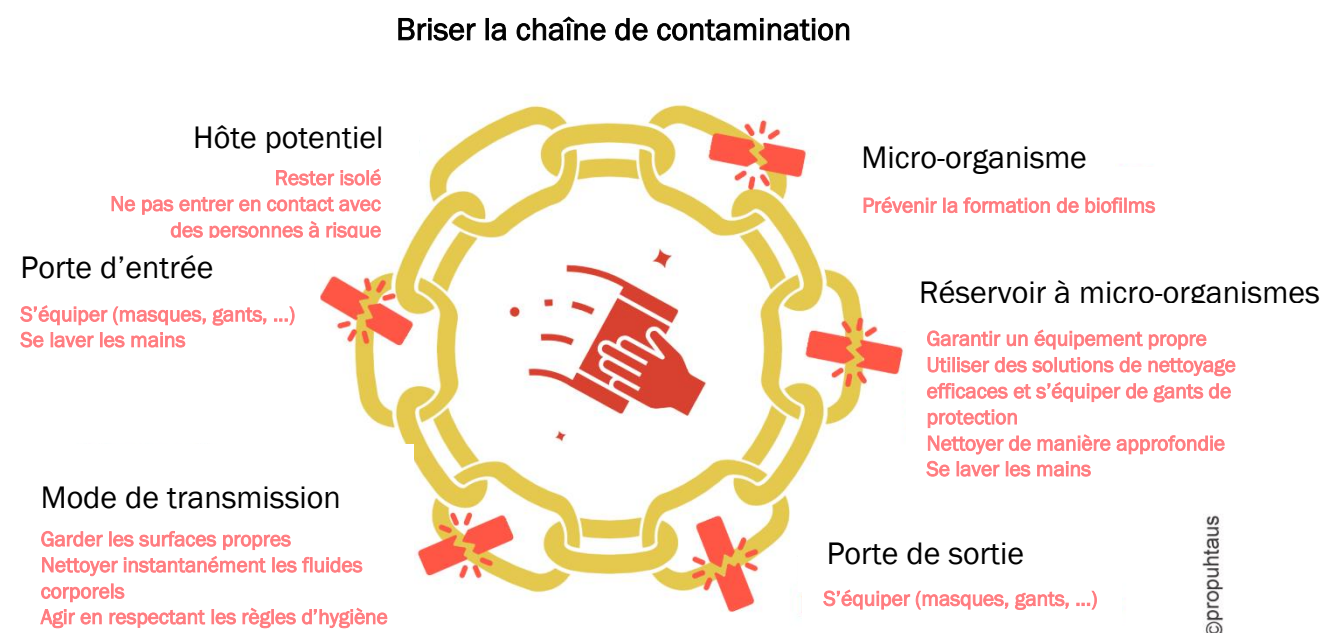 Briser la chaîne de contamination
Hôte potentiel
Rester isolé
Ne pas entrer en contact avec
des personnes à risque
Micro-organisme
Prévenir la formation de biofilms
Porte d’entrée
S’équiper (masques, gants, ...)
Se laver les mains
Réservoir à micro-organismes
Garantir un équipement propre
Utiliser des solutions de nettoyage
efficaces et s’équiper de gants de
protection
Nettoyer de manière approfondie
Se laver les mains
Mode de transmission
Garder les surfaces propres
Nettoyer instantanément les fluides
corporels
Agir en respectant les règles d’hygiène
Porte de sortie
S’équiper (masques, gants, ...)
©propuhtaus